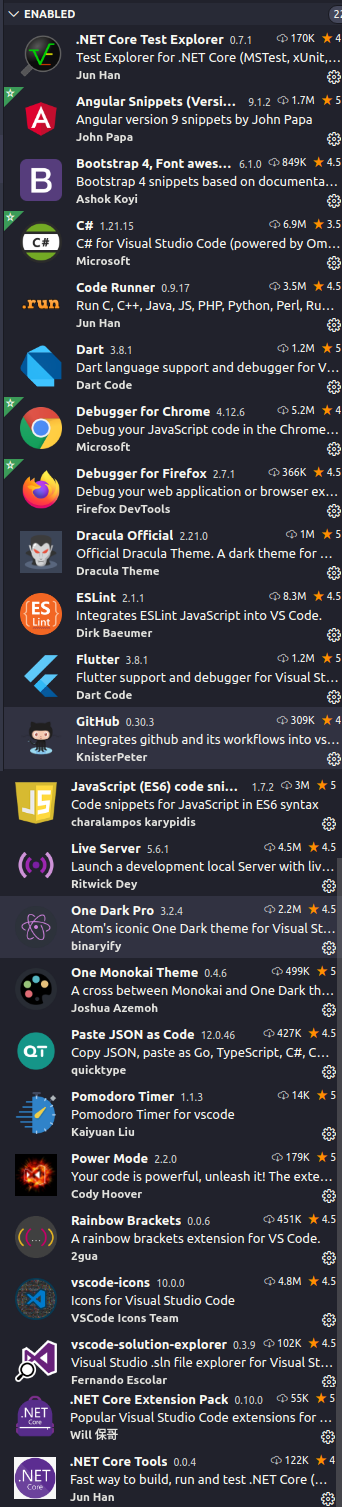 ENABLED 22
.NET Core Test Explorer 0.7.1 170K 4
Test Explorer for .NET Core (MSTest, xUnit,...
Jun Han
Angular Snippets (Versi... 9.1.2 1.7M 5
Angular version 9 snippets by John Papa
John Papa
B Bootstrap 4, Font awes... 6.1.0 849K 4.5
Bootstrap 4 snippets based on documenta...
Ashok Koyi
C# 1.21.15 6.9M 3.5
C# C# for Visual Studio Code (powered by Om...
Microsoft
Code Runner 0.9.17 3.5M 4.5
.run Run C, C++, Java, JS, PHP, Python, Perl, Ru...
Jun Han
Dart 3.8.1 1.2M 5
Dart language support and debugger for V...
Dart Code
Debugger for Chrome 4.12.6 5.2M 4
Debug your JavaScript code in the Chrome...
Microsoft
Debugger for Firefox 2.7.1 366K 4.5
Debug your web application or browser ex...
Firefox DevTools
Dracula Official 2.21.0 1M 5
Official Dracula Theme. A dark theme for ...
Dracula Theme
ESLint 2.1.1 8.3M 4.5
ES Lint Integrates ESLint JavaScript into VS Code.
Dirk Baeumer
Flutter 3.8.1 1.2M 5
Flutter support and debugger for Visual St...
Dart Code
GitHub 0.30.3 309K 4
Integrates github and its workflows into vs...
KnisterPeter
JavaScript (ES6) code sni... 1.7.2 3M 5
JS Code snippets for JavaScript in ES6 syntax
charalampos karypidis
Live Server 5.6.1 4.5M 4.5
Launch a development local Server with liv...
Ritwick Dey
One Dark Pro 3.2.4 2.2M 4.5
Atom's iconic One Dark theme for Visual St...
binaryify
One Monokai Theme 0.4.6 499K 5
A cross between Monokai and One Dark th...
Joshua Azemoh
Paste JSON as Code 12.0.46 427K 4.5
QT Copy JSON, paste as Go, TypeScript, C#, C...
quicktype
Pomodoro Timer 1.1.3 14K 5
Pomodoro Timer for vscode
Kaiyuan Liu
Power Mode 2.2.0 179K 5
Your code is powerful, unleash it! The exte...
Cody Hoover
Rainbow Brackets 0.0.6 451K 4.5
(...) A rainbow brackets extension for VS Code.
2gua
vscode-icons 10.0.0 4.8M 4.5
Icons for Visual Studio Code
VSCode Icons Team
vscode-solution-explorer 0.3.9 102K 4.5
Visual Studio .sln file explorer for Visual St...
Fernando Escolar
.NET Core Extension Pack 0.10.0 55K 5
.NET Core Popular Visual Studio Code extensions for ...
Will 保哥
.NET Core Tools 0.0.4 122K 4
.NET Core Fast way to build, run and test .NET Core (...
Jun Han